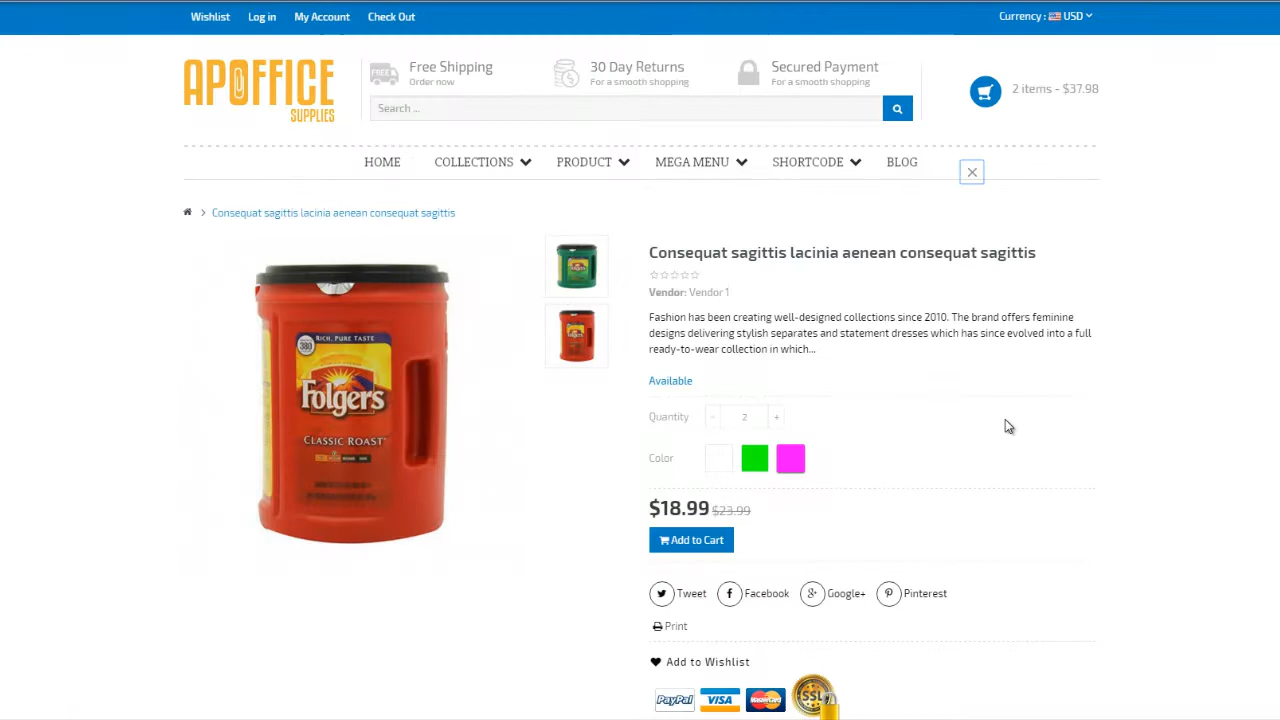 Wishlist Log in My Account Check Out Currency : USD
APOFFICE
SUPPLIES
FREE
Free Shipping
Order now
30 Day Returns
For a smooth shopping
Secured Payment
For a smooth shopping
Search ...
2 items - $37.98
HOME COLLECTIONS PRODUCT MEGA MENU SHORTCODE BLOG
Consequat sagittis lacinia aenean consequat sagittis
RICH, PURE TASTE
380
Folgers
CLASSIC ROAST
Consequat sagittis lacinia aenean consequat sagittis
Vendor: Vendor 1
Fashion has been creating well-designed collections since 2010. The brand offers feminine
designs delivering stylish separates and statement dresses which has since evolved into a full
ready-to-wear collection in which...
Available
Quantity - 2 +
Color
$18.99 $23.99
Add to Cart
Tweet Facebook Google+ Pinterest
Print
Add to Wishlist
PayPal VISA MasterCard SSL